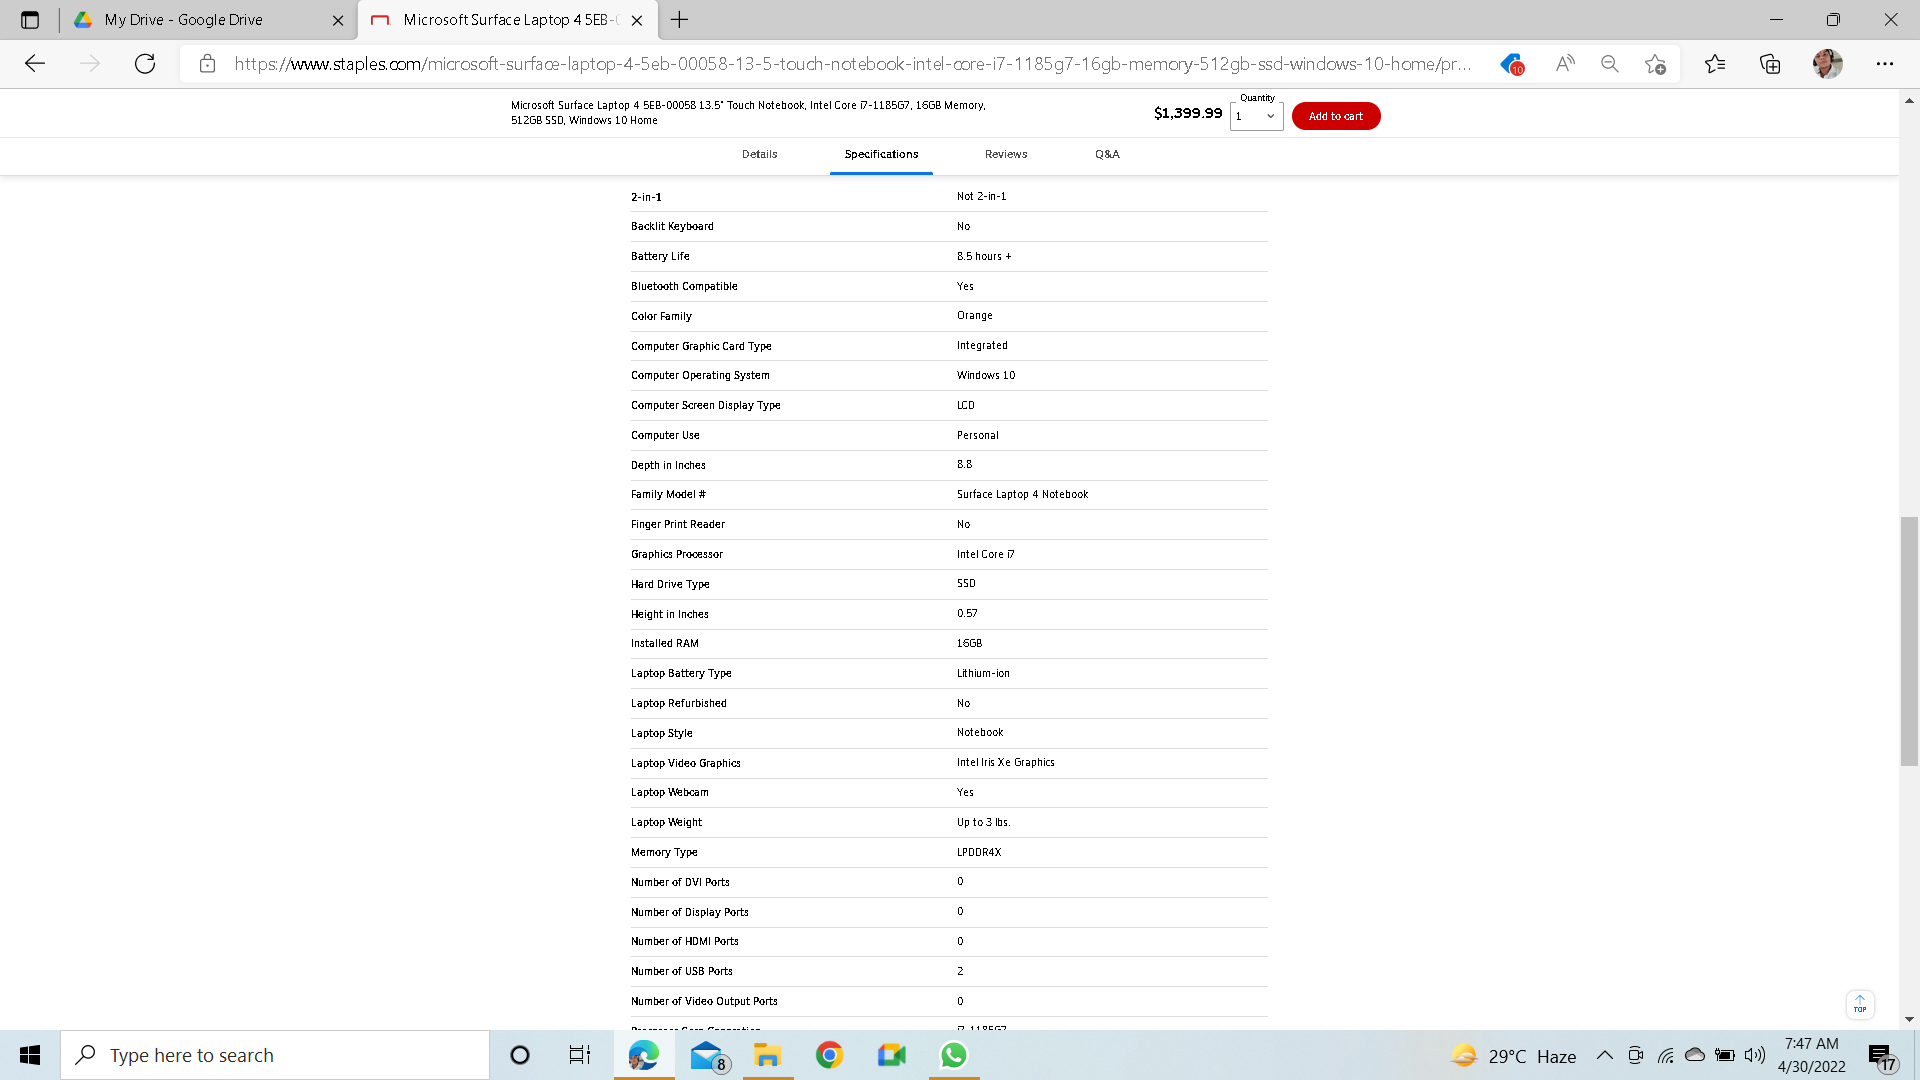 My Drive - Google Drive
Microsoft Surface Laptop 4 5EB-0
https://www.staples.com/microsoft-surface-laptop-4-5eb-00058-13-5-touch-notebook-intel-core-i7-1185g7-16gb-memory-512gb-ssd-windows-10-home/pr...
10
Microsoft Surface Laptop 4 5EB-00058 13.5" Touch Notebook, Intel Core i7-1185G7, 16GB Memory,
512GB SSD, Windows 10 Home
$1,399.99
Quantity
1
Add to cart
Details
Specifications
Reviews
Q&A
2-in-1 Not 2-in-1
Backlit Keyboard No
Battery Life 8.5 hours +
Bluetooth Compatible Yes
Color Family Orange
Computer Graphic Card Type Integrated
Computer Operating System Windows 10
Computer Screen Display Type LCD
Computer Use Personal
Depth in Inches 8.8
Family Model # Surface Laptop 4 Notebook
Finger Print Reader No
Graphics Processor Intel Core i7
Hard Drive Type SSD
Height in Inches 0.57
Installed RAM 16GB
Laptop Battery Type Lithium-ion
Laptop Refurbished No
Laptop Style Notebook
Laptop Video Graphics Intel Iris Xe Graphics
Laptop Webcam Yes
Laptop Weight Up to 3 lbs.
Memory Type LPDDR4X
Number of DVI Ports 0
Number of Display Ports 0
Number of HDMI Ports 0
Number of USB Ports 2
Number of Video Output Ports 0
i7-1185G7
TOP
Type here to search
8
29°C Haze
7:47 AM
4/30/2022
17